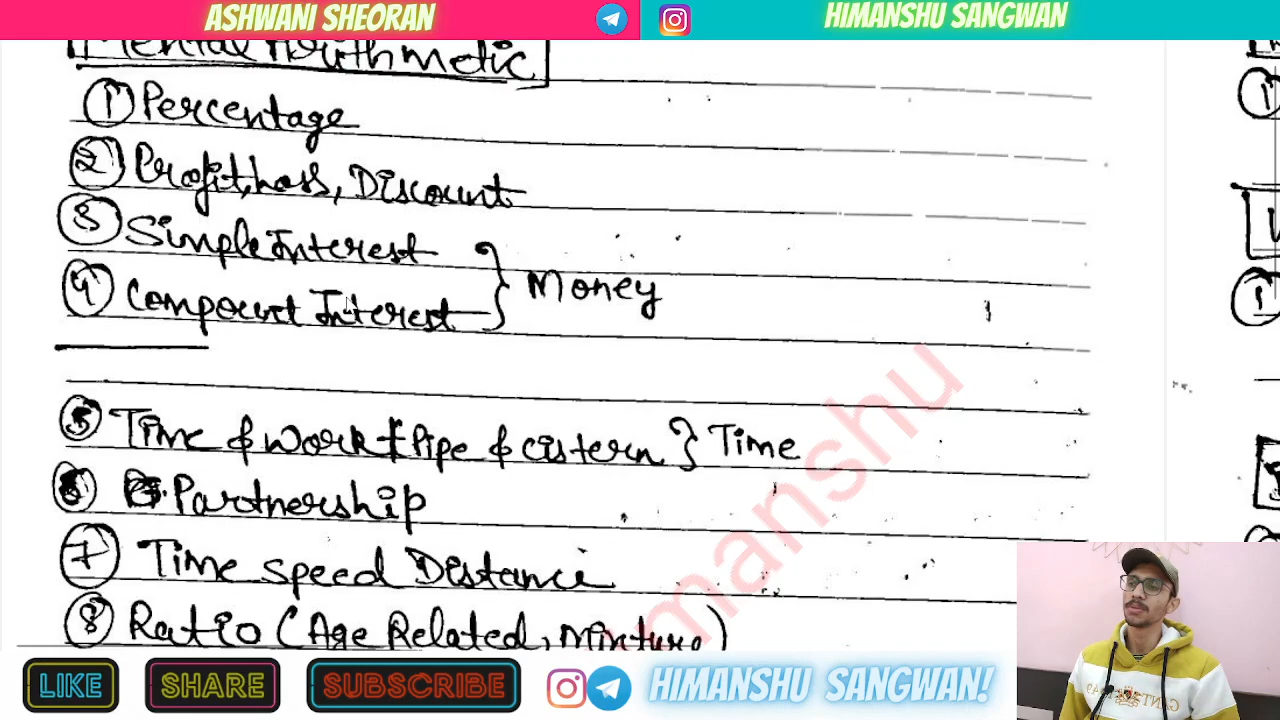 ASHWANI SHEORAN
HIMANSHU SANGWAN
Mental Arithmetic
① Percentage
② Profit, Loss, Discount
③ Simple Interest
④ Compount Interest } Money
⑤ Time & Work & Pipe & cistern } Time
⑥ Partnership
⑦ Time speed Distance
⑧ Ratio (Age Related, Mixture)
Himanshu
LIKE
SHARE
SUBSCRIBE
HIMANSHU SANGWAN!